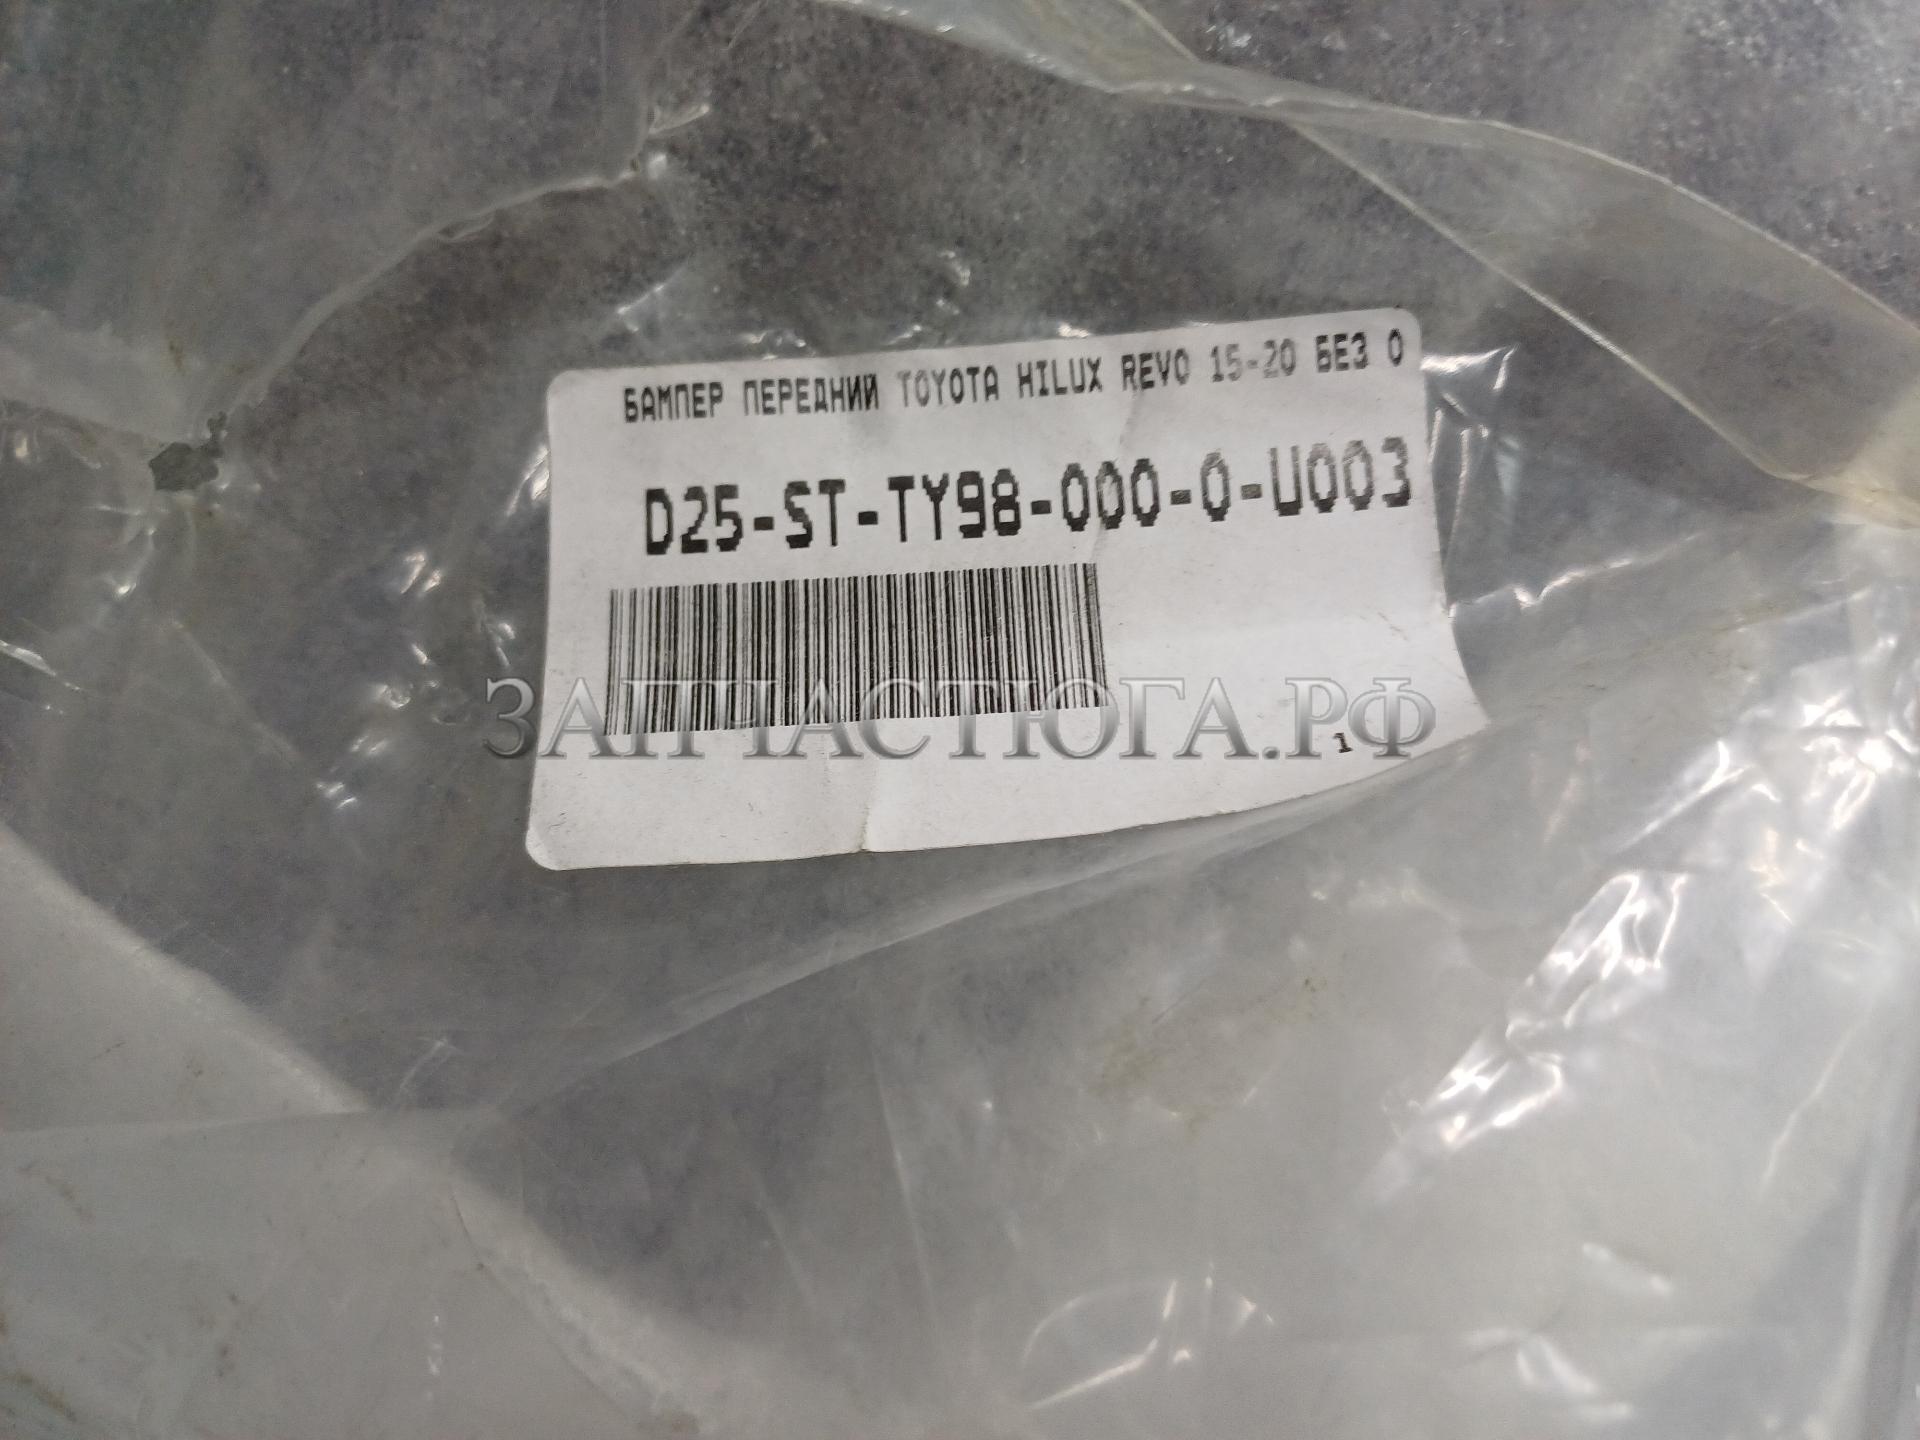 БАМПЕР ПЕРЕДНИЙ TOYOTA HILUX REVO 15-20 БЕЗ О
D25-ST-TY98-000-0-U003
ЗАПЧАСТЮГА.РФ
1